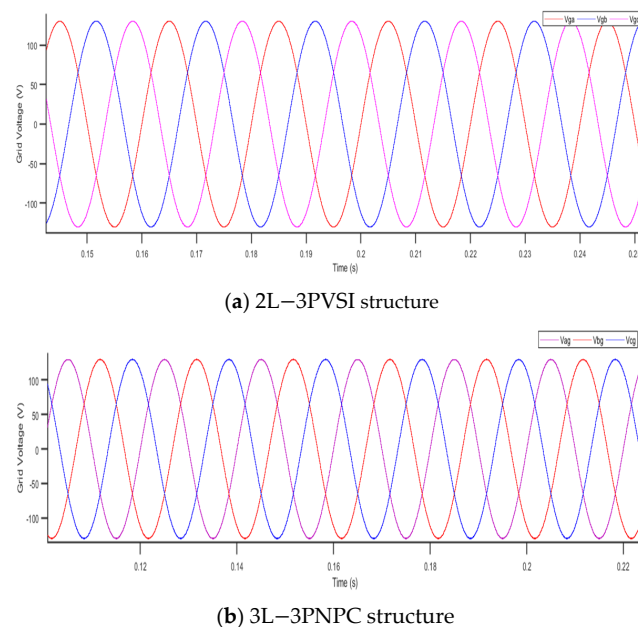 Vga Vgb Vgc
Grid Voltage (V)
100
50
0
-50
-100
0.15 0.16 0.17 0.18 0.19 0.2 0.21 0.22 0.23 0.24
Time (s)
(a) 2L−3PVSI structure
Vag Vbg Vcg
Grid Voltage (V)
100
50
0
-50
-100
0.12 0.14 0.16 0.18 0.2 0.22
Time (s)
(b) 3L−3PNPC structure